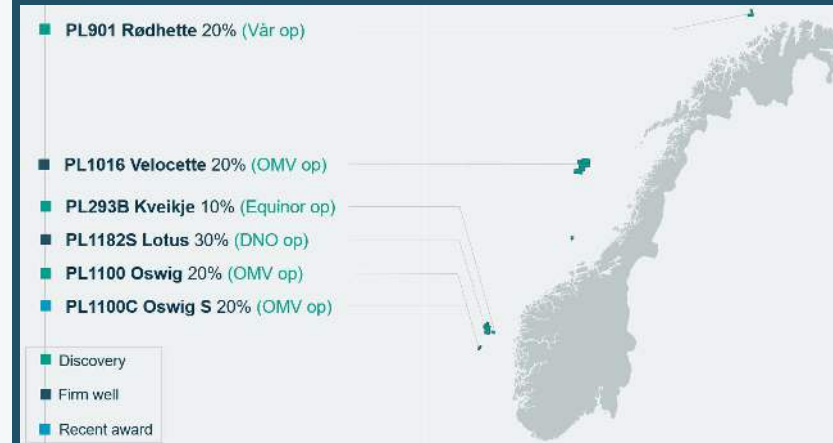 PL901 Rødhette 20% (Vår op)
PL1016 Velocette 20% (OMV op)
PL293B Kveikje 10% (Equinor op)
PL1182S Lotus 30% (DNO op)
PL1100 Oswig 20% (OMV op)
PL1100C Oswig S 20% (OMV op)
Discovery
Firm well
Recent award